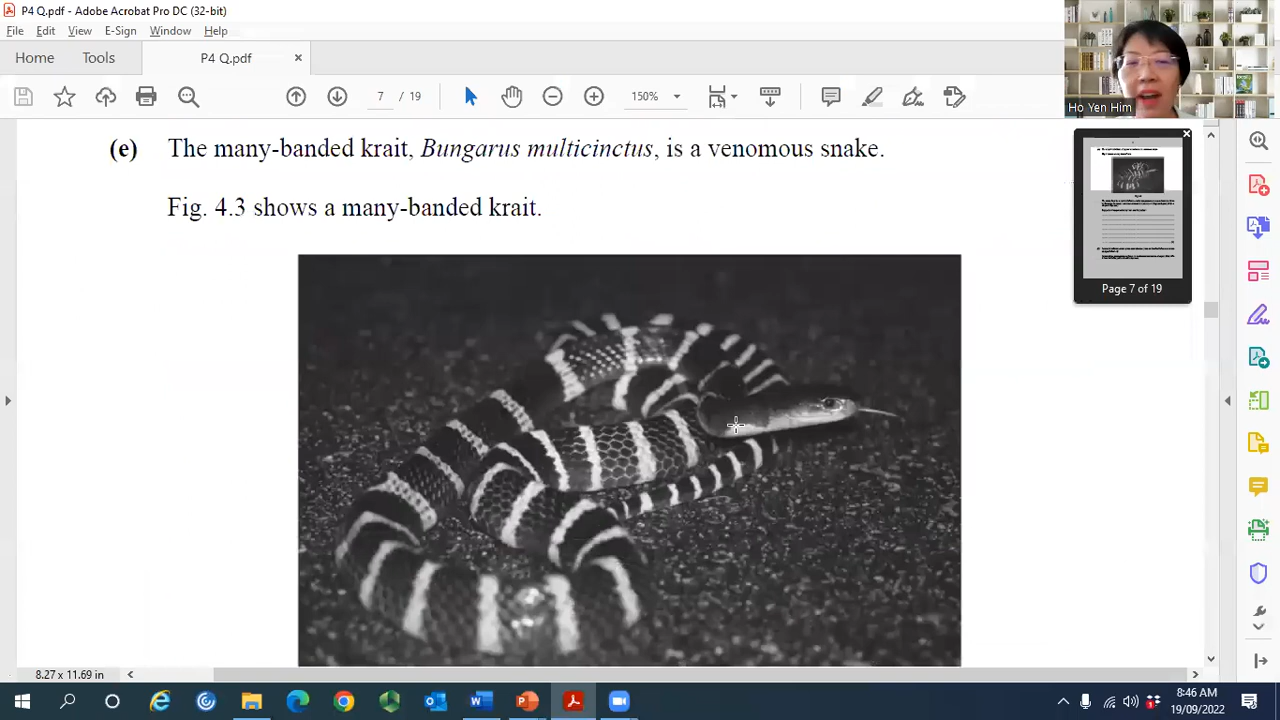 P4 Q.pdf - Adobe Acrobat Pro DC (32-bit)
File Edit View E-Sign Window Help
Home Tools P4 Q.pdf ×
7 / 19 150%
Ho Yen Him
(e) The many-banded krait, Bungarus multicinctus, is a venomous snake.
Fig. 4.3 shows a many-banded krait.
Page 7 of 19
8.27 x 11.69 in
8:46 AM
19/09/2022